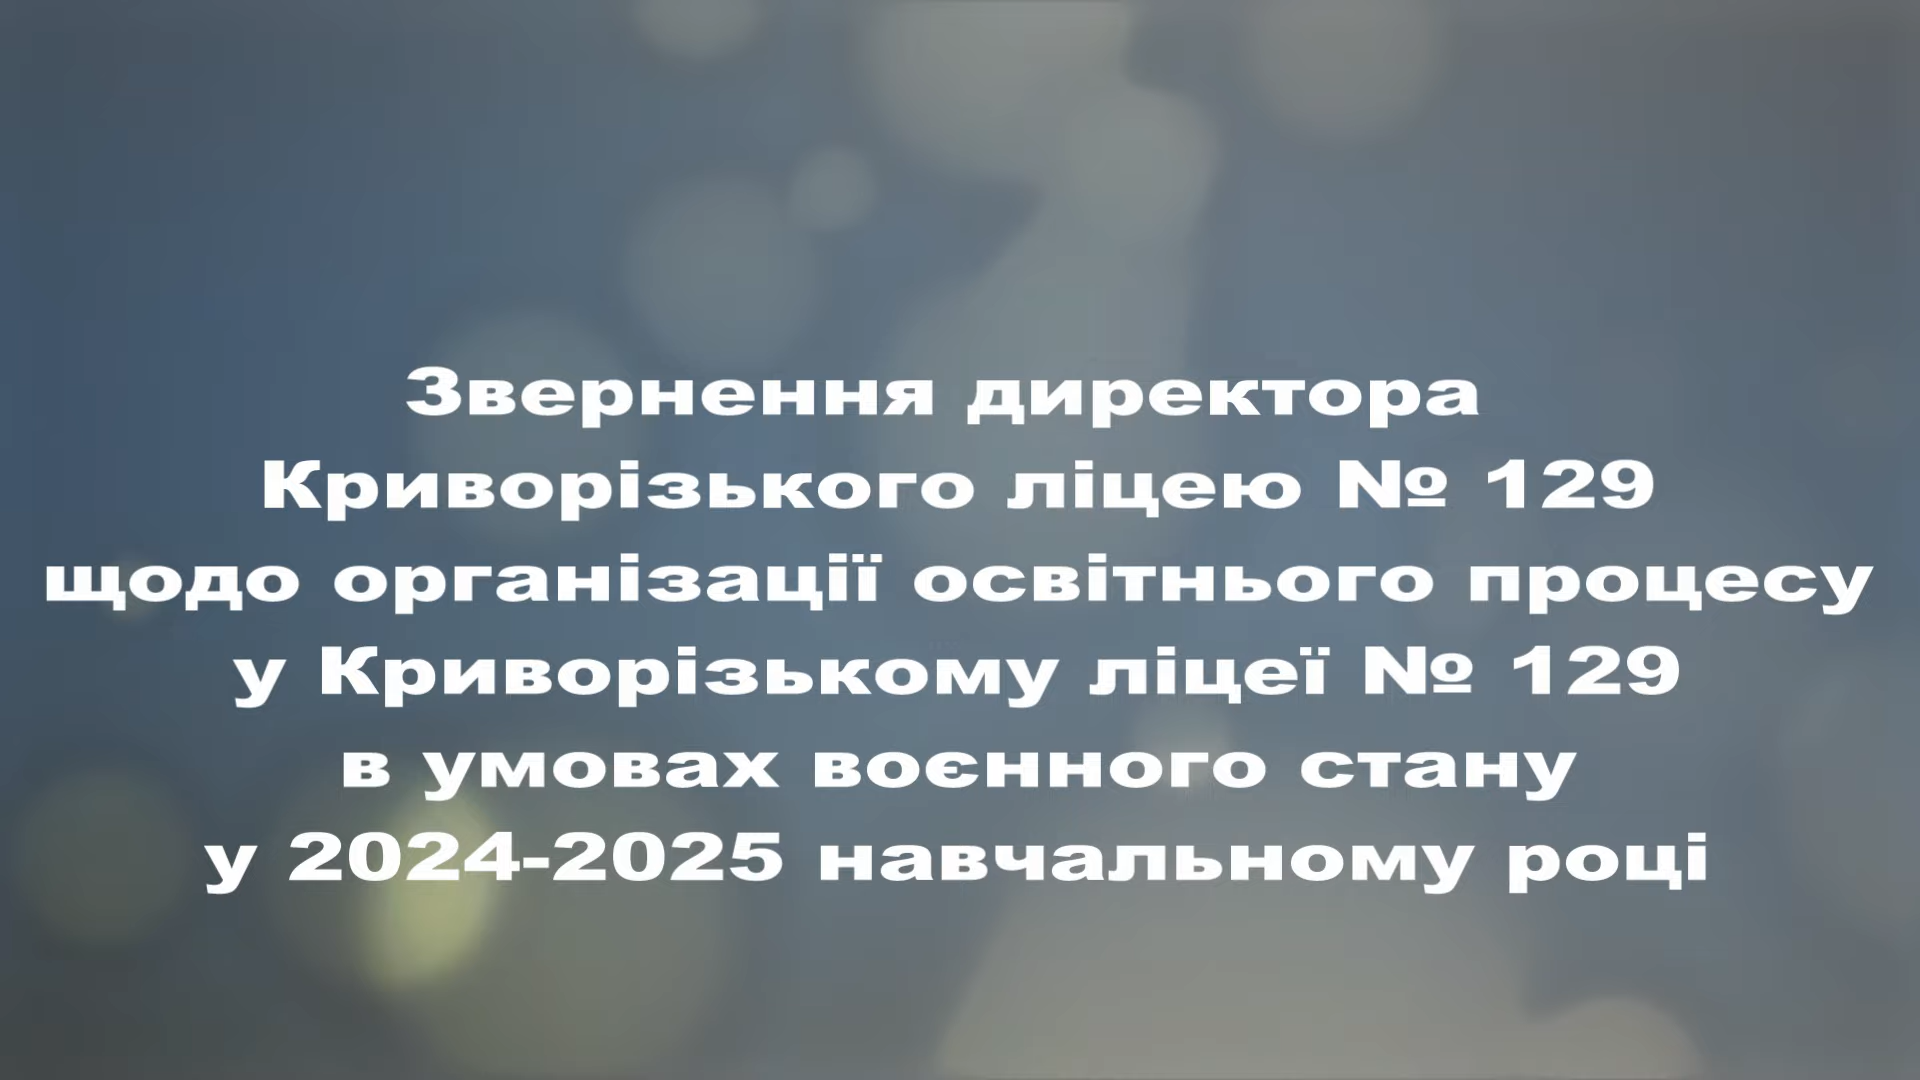 Звернення директора
Криворізького ліцею № 129
щодо організації освітнього процесу
у Криворізькому ліцеї № 129
в умовах воєнного стану
у 2024-2025 навчальному році